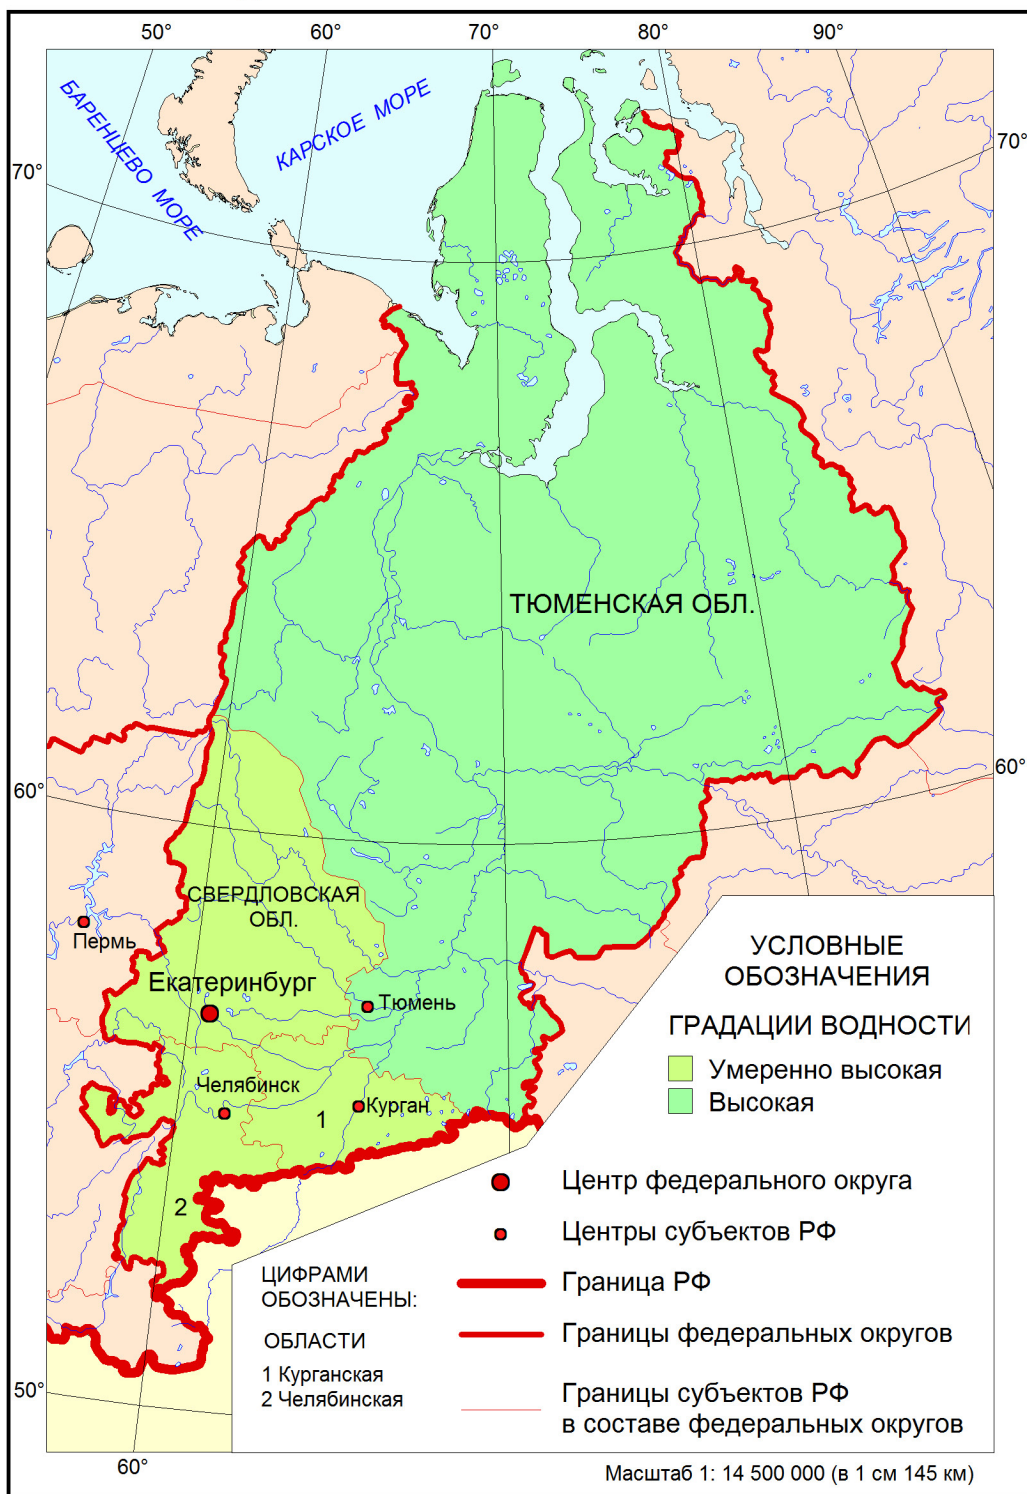 50°
60°
70°
80°
90°
БАРЕНЦЕВО МОРЕ
КАРСКОЕ МОРЕ
70°
70°
ТЮМЕНСКАЯ ОБЛ.
60°
60°
СВЕРДЛОВСКАЯ
ОБЛ.
Пермь
Екатеринбург
Тюмень
Челябинск
Курган
1
2
50°
60°
УСЛОВНЫЕ
ОБОЗНАЧЕНИЯ
ГРАДАЦИИ ВОДНОСТИ
Умеренно высокая
Высокая
Центр федерального округа
Центры субъектов РФ
Граница РФ
Границы федеральных округов
Границы субъектов РФ
в составе федеральных округов
ЦИФРАМИ
ОБОЗНАЧЕНЫ:
ОБЛАСТИ
1 Курганская
2 Челябинская
Масштаб 1: 14 500 000 (в 1 см 145 км)